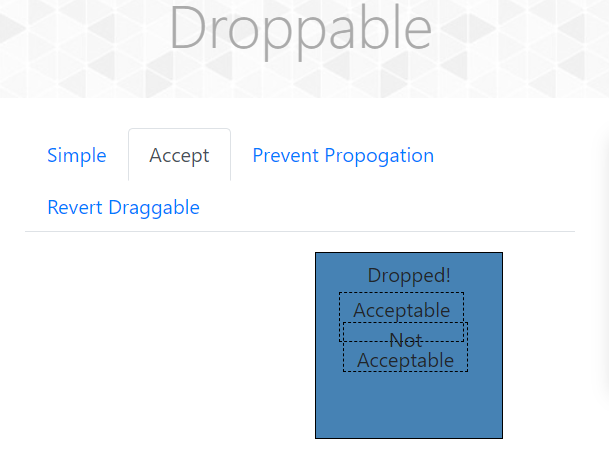 Droppable
Simple
Accept
Prevent Propogation
Revert Draggable
Dropped!
Acceptable
Not
Acceptable